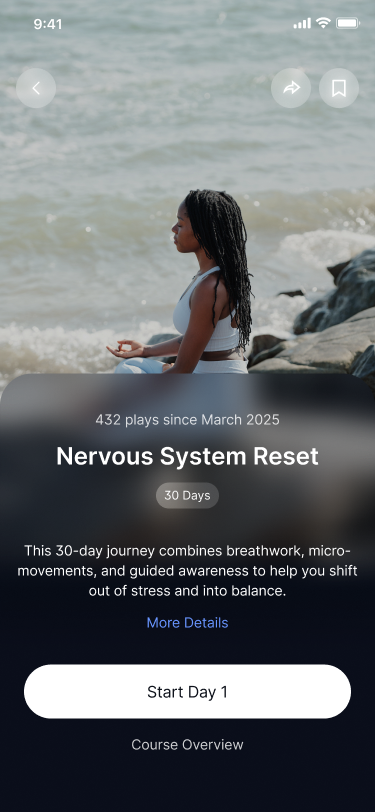 9:41
432 plays since March 2025
Nervous System Reset
30 Days
This 30-day journey combines breathwork, micro-
movements, and guided awareness to help you shift
out of stress and into balance.
More Details
Start Day 1
Course Overview